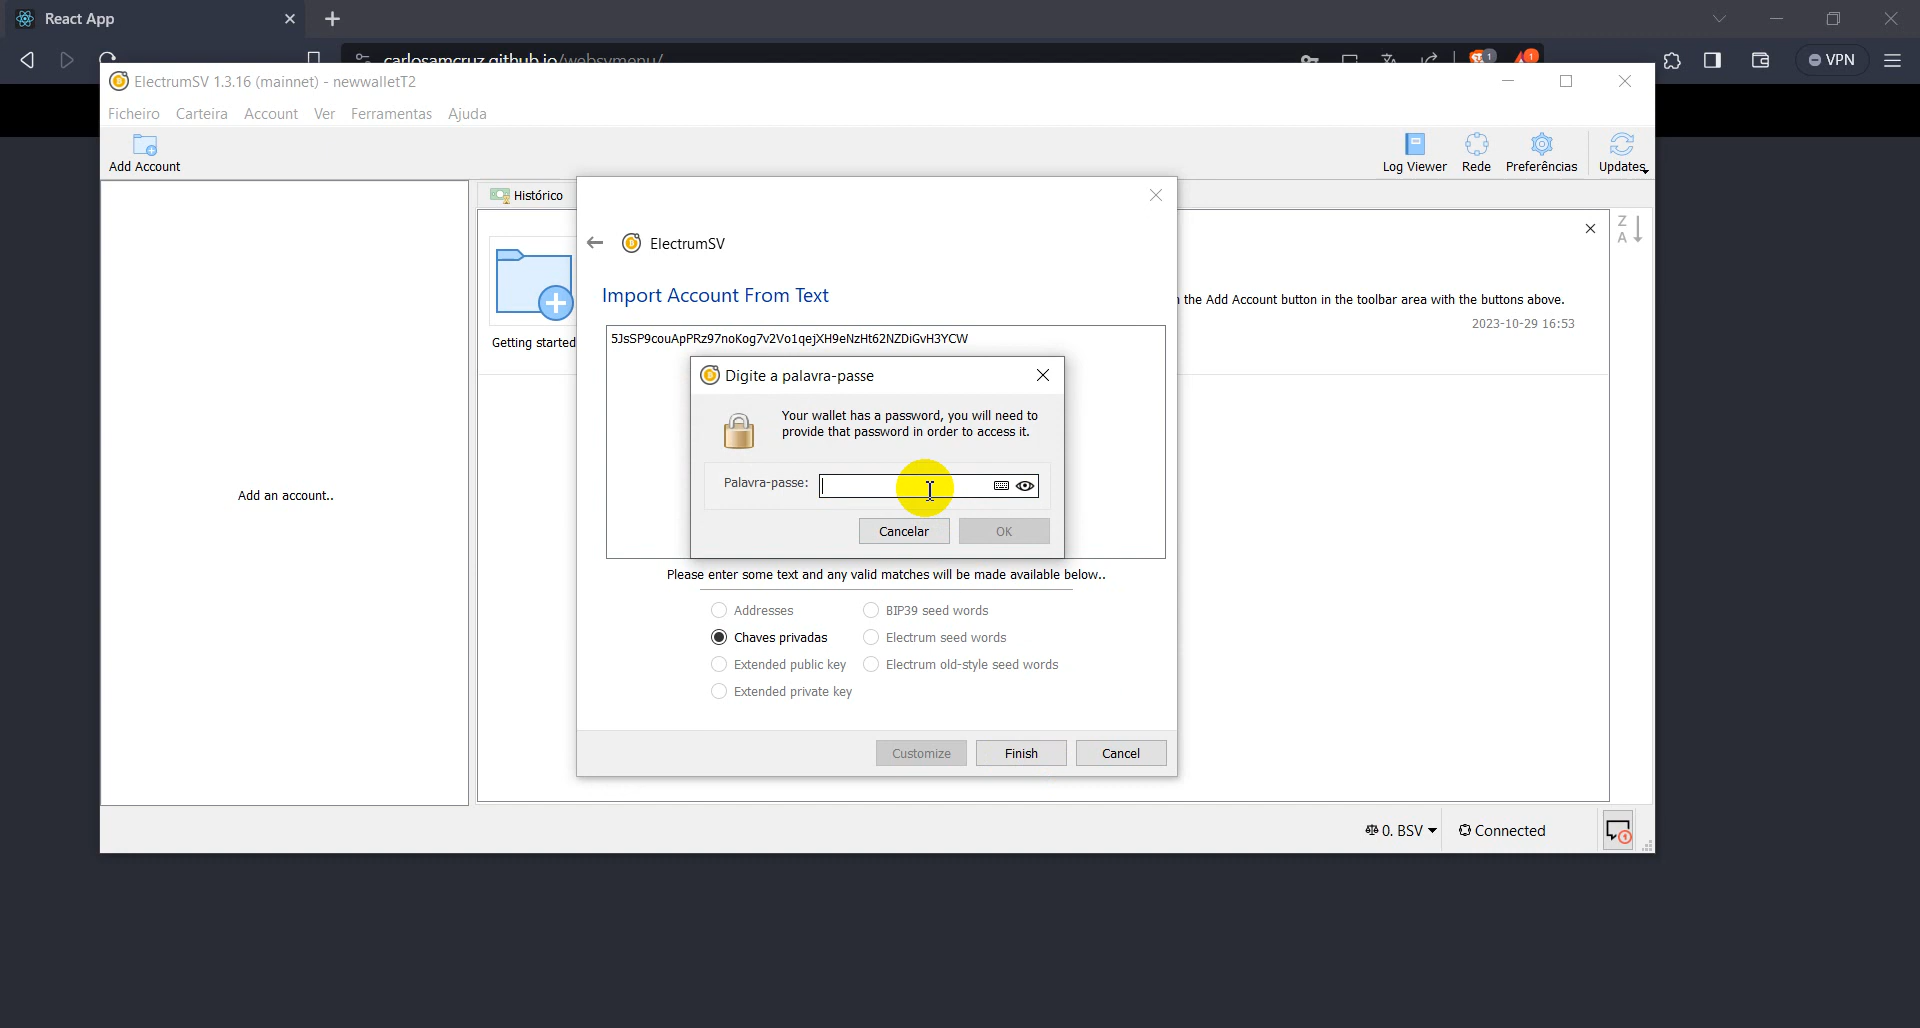 React App
carlosamcruz.github.io/websvmenu/
1
1
VPN
ElectrumSV 1.3.16 (mainnet) - newwalletT2
Ficheiro Carteira Account Ver Ferramentas Ajuda
Add Account
Log Viewer Rede Preferências Updates
Histórico
Z
A
ElectrumSV
Import Account From Text
the Add Account button in the toolbar area with the buttons above.
2023-10-29 16:53
Getting started
5JsSP9couApPRz97noKog7v2Vo1qejXH9eNzHt62NZDiGvH3YCW
Digite a palavra-passe
Your wallet has a password, you will need to
provide that password in order to access it.
Palavra-passe:
Cancelar OK
Add an account..
Please enter some text and any valid matches will be made available below..
Addresses BIP39 seed words
Chaves privadas Electrum seed words
Extended public key Electrum old-style seed words
Extended private key
Customize Finish Cancel
0. BSV Connected
1